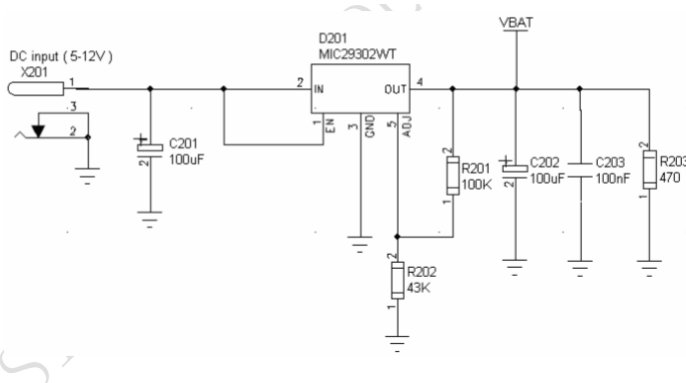 VBAT
D201
MIC29302WT
DC input ( 5-12V )
X201
1
2
IN
OUT
4
3
2
1
EN
3
GND
5
ADJ
C201
100uF
2
2
R201
100K
1
C202
100uF
2
C203
100nF
2
R203
470
1
2
R202
43K
1